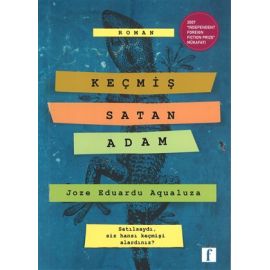 ROMAN
2007
"INDEPENDENT
FOREIGN
FICTION PRIZE"
MÜKAFATI
KEÇMİŞ
SATAN
ADAM
Joze Eduardu Aqualuza
Satılsaydı,
siz hansı keçmişi
alardınız?
f